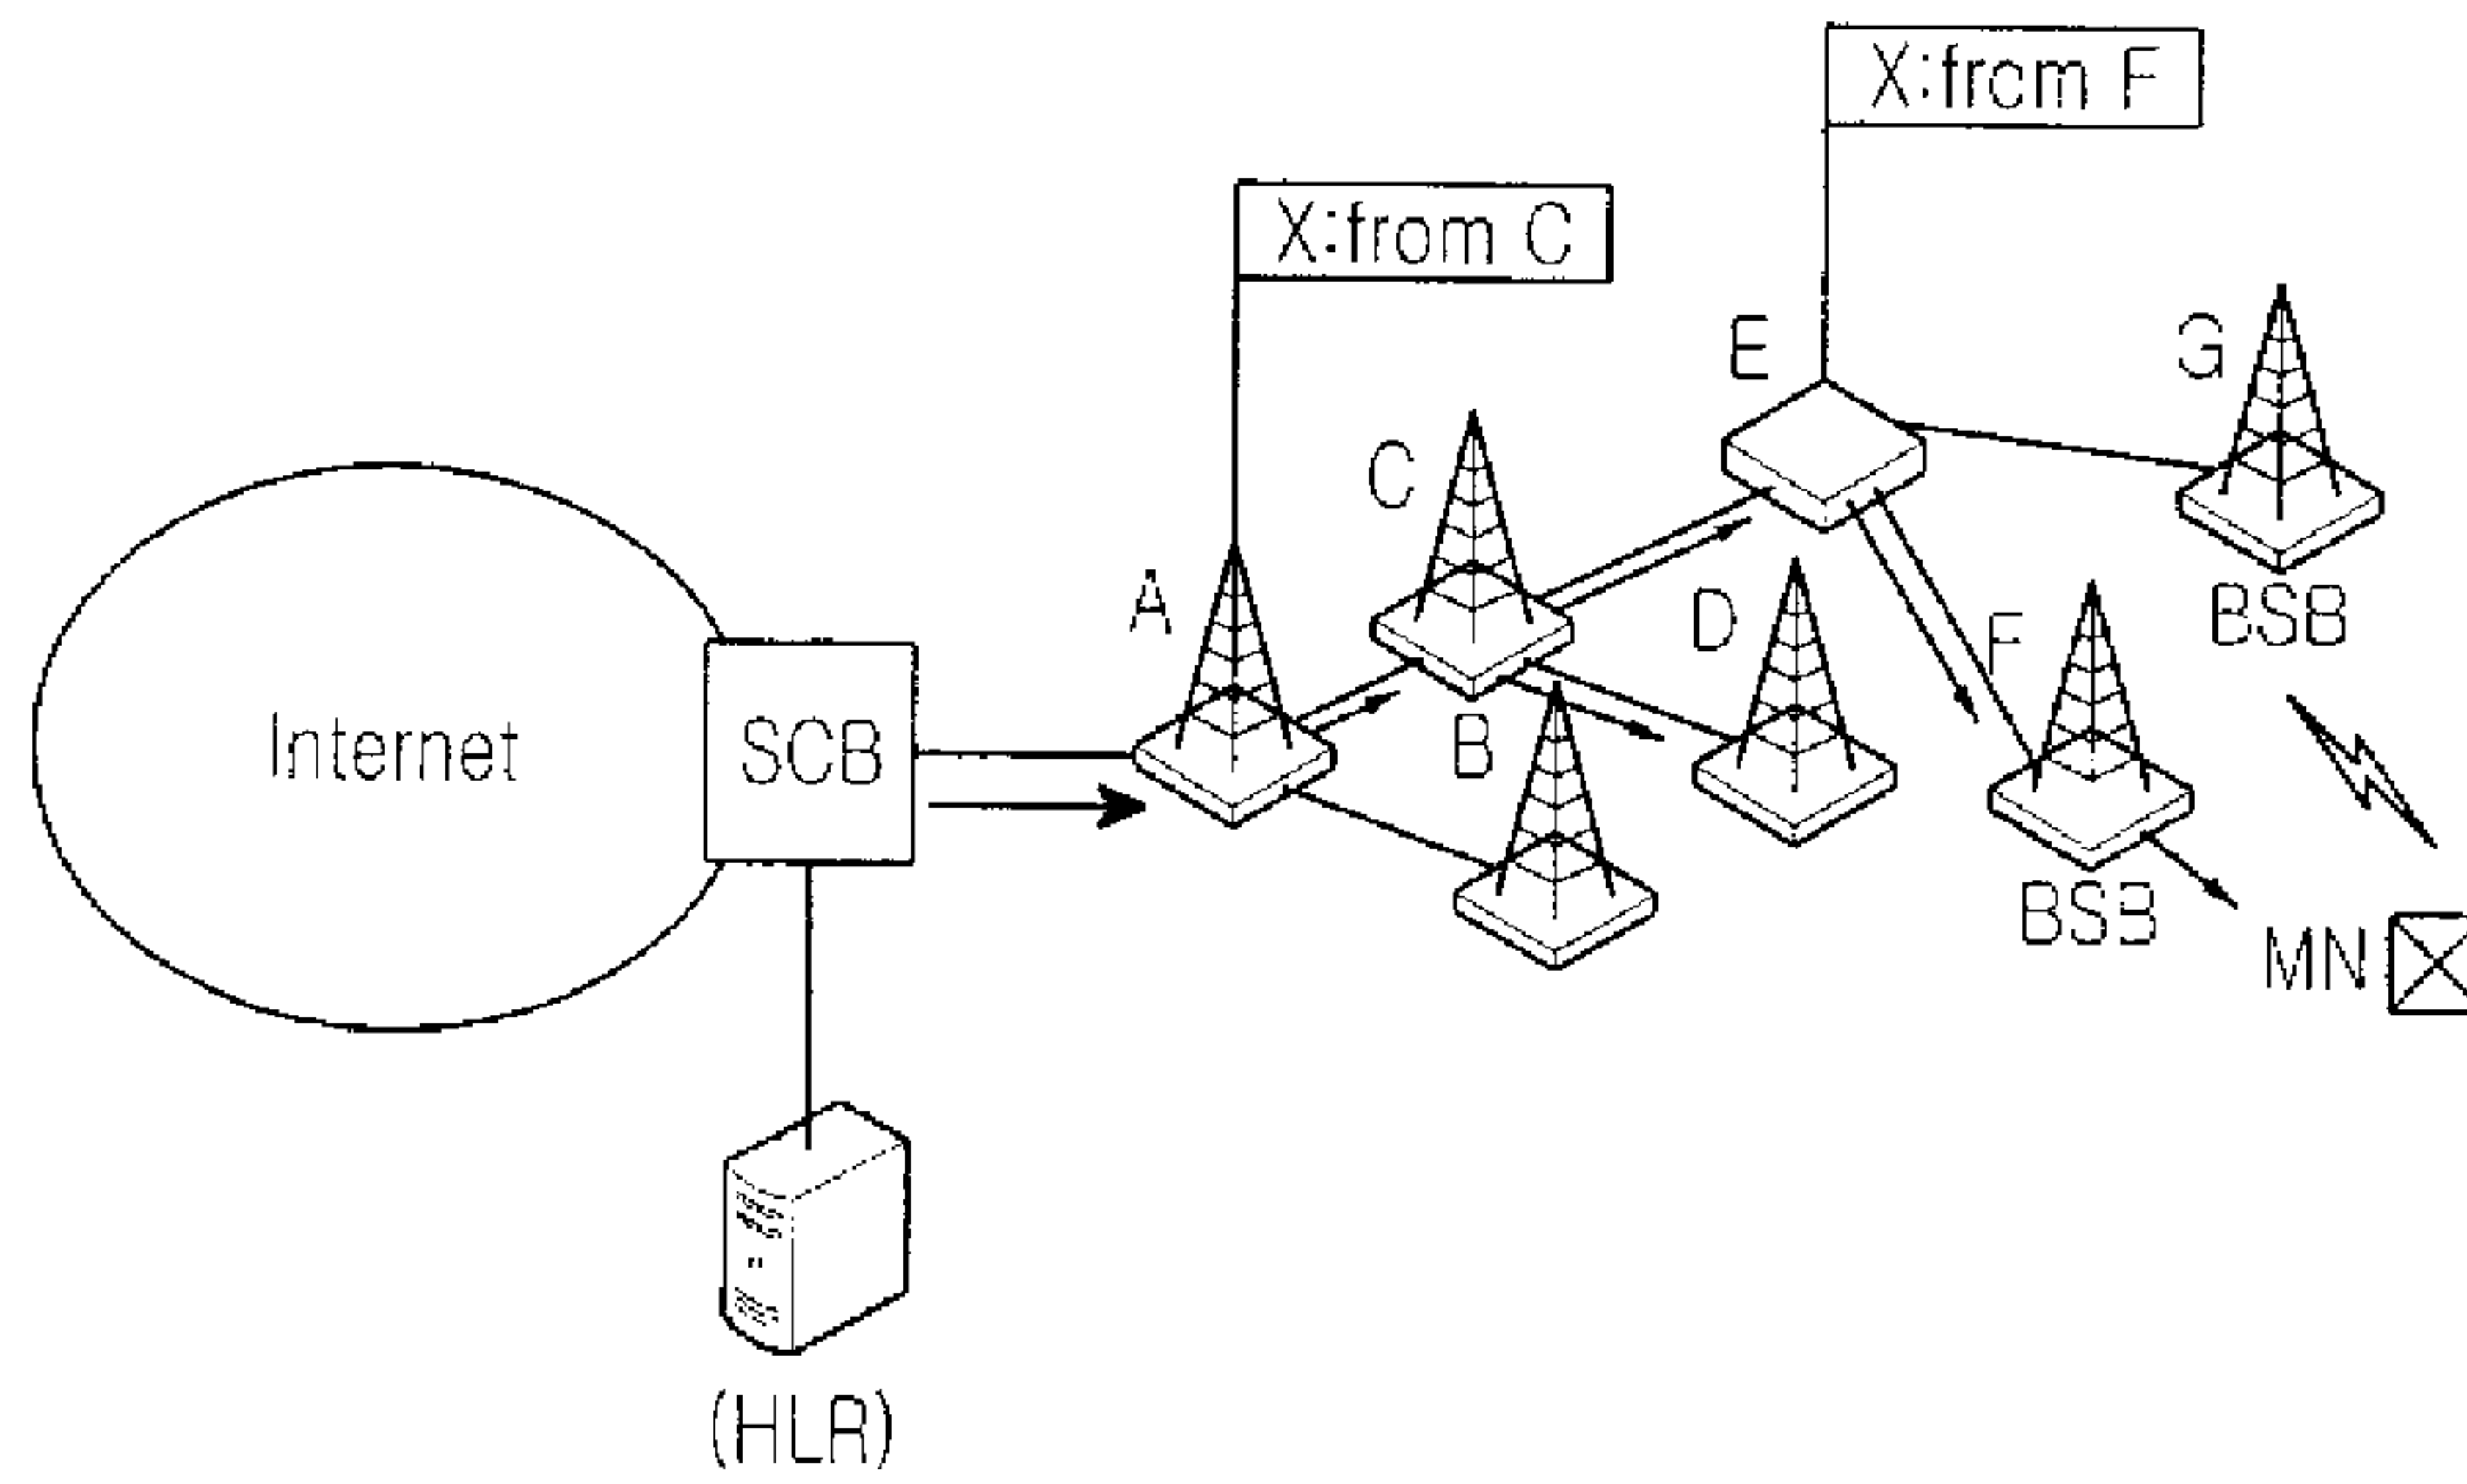 X:from F
X:from C
E
G
C
A
D
BSB
F
B
Internet
SCB
BSB
MN
(HLR)